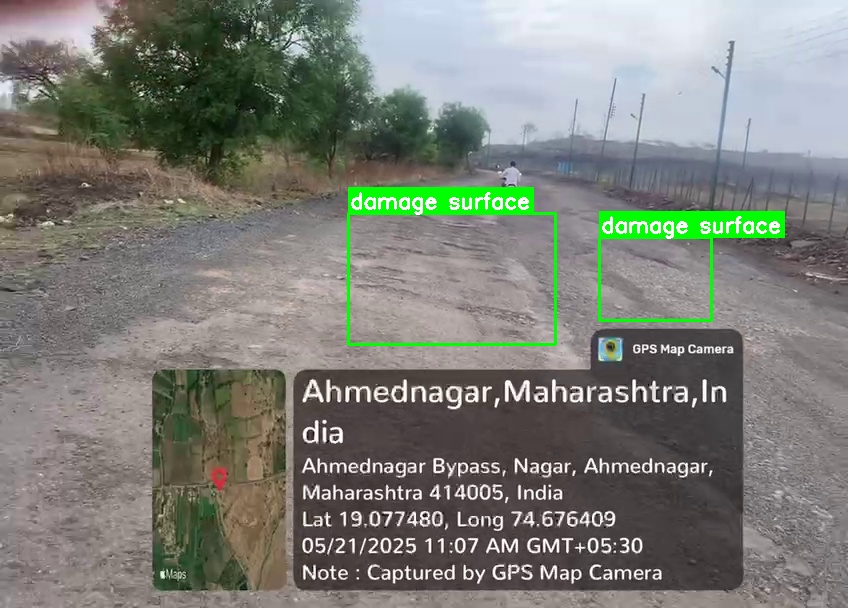 damage surface
damage surface
GPS Map Camera
Ahmednagar,Maharashtra,In
dia
Ahmednagar Bypass, Nagar, Ahmednagar,
Maharashtra 414005, India
Lat 19.077480, Long 74.676409
05/21/2025 11:07 AM GMT+05:30
Note : Captured by GPS Map Camera
Maps